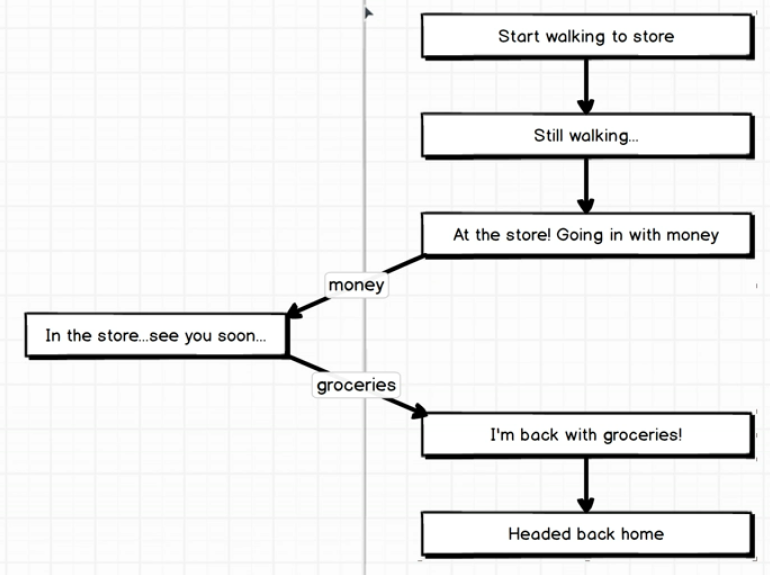 Start walking to store
Still walking...
At the store! Going in with money
money
In the store...see you soon...
groceries
I'm back with groceries!
Headed back home